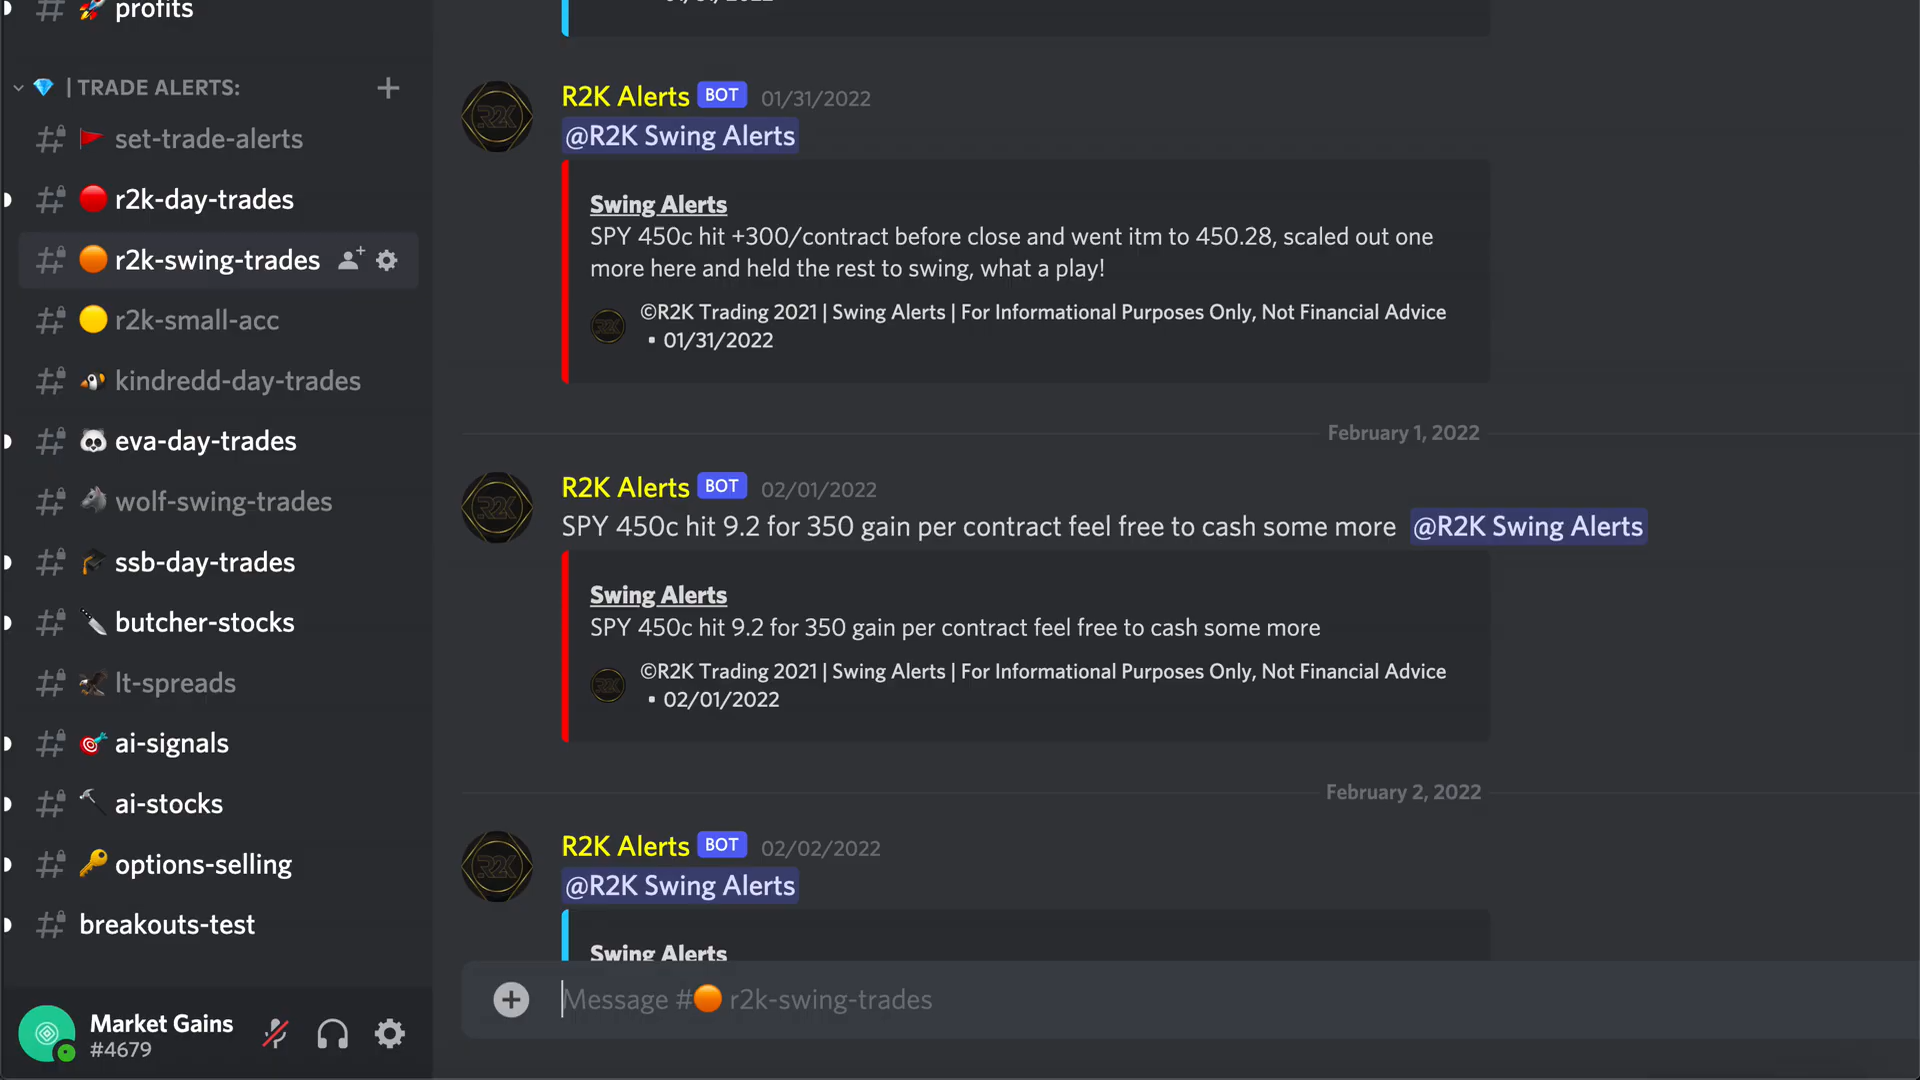 profits
| TRADE ALERTS:
set-trade-alerts
r2k-day-trades
r2k-swing-trades
r2k-small-acc
kindredd-day-trades
eva-day-trades
wolf-swing-trades
ssb-day-trades
butcher-stocks
lt-spreads
ai-signals
ai-stocks
options-selling
breakouts-test
Market Gains
#4679
R2K Alerts BOT 01/31/2022
@R2K Swing Alerts
Swing Alerts
SPY 450c hit +300/contract before close and went itm to 450.28, scaled out one
more here and held the rest to swing, what a play!
©R2K Trading 2021 | Swing Alerts | For Informational Purposes Only, Not Financial Advice
• 01/31/2022
February 1, 2022
R2K Alerts BOT 02/01/2022
SPY 450c hit 9.2 for 350 gain per contract feel free to cash some more @R2K Swing Alerts
Swing Alerts
SPY 450c hit 9.2 for 350 gain per contract feel free to cash some more
©R2K Trading 2021 | Swing Alerts | For Informational Purposes Only, Not Financial Advice
• 02/01/2022
February 2, 2022
R2K Alerts BOT 02/02/2022
@R2K Swing Alerts
Swing Alerts
Message #🟠 r2k-swing-trades